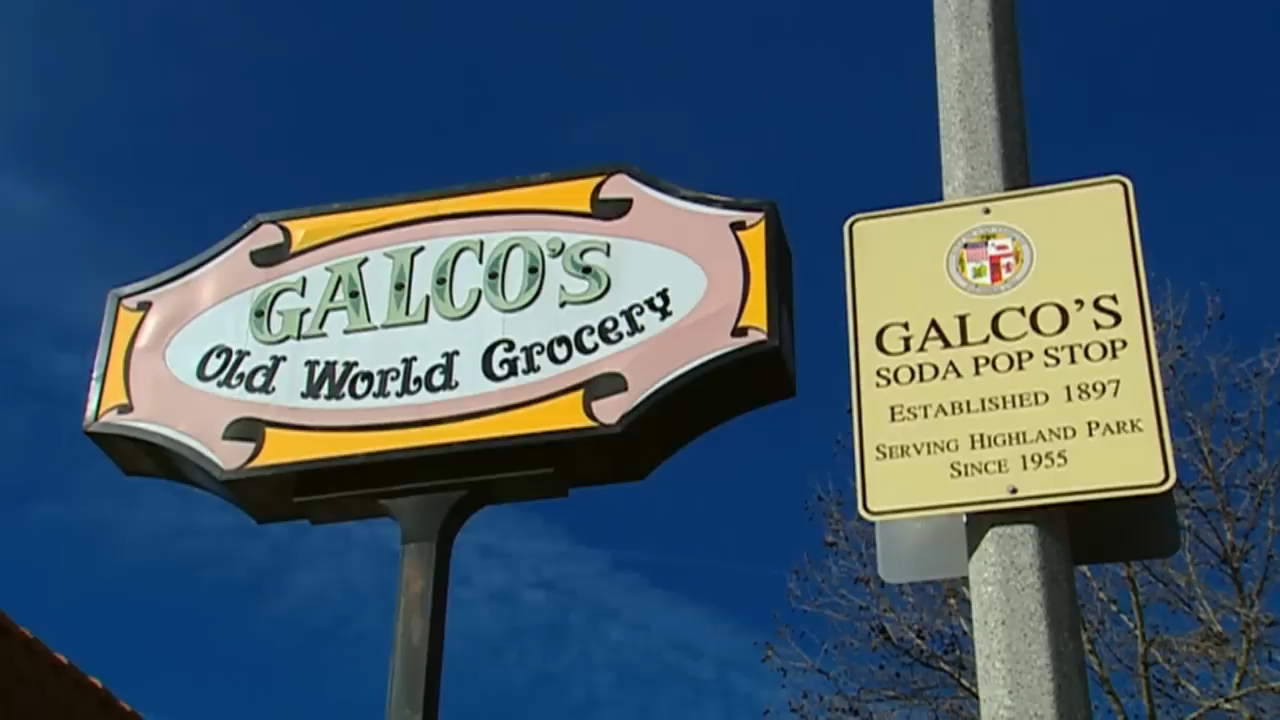 GALCO'S
Old World Grocery
GALCO'S
SODA POP STOP
ESTABLISHED 1897
SERVING HIGHLAND PARK
SINCE 1955